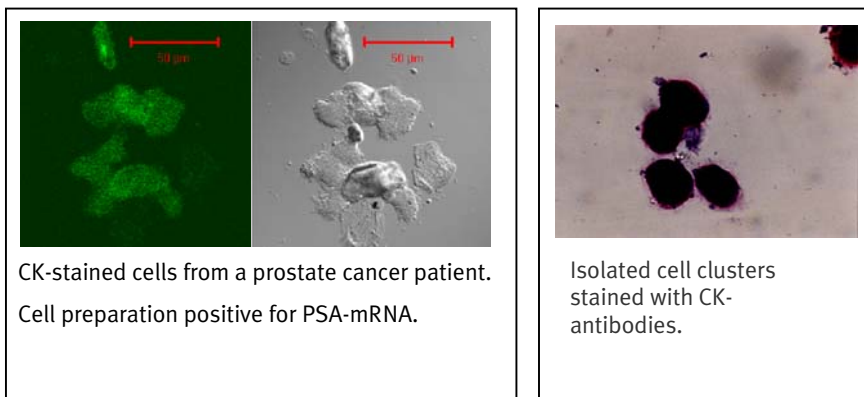 50 µm
50 µm
CK-stained cells from a prostate cancer patient.
Cell preparation positive for PSA-mRNA.
Isolated cell clusters
stained with CK-
antibodies.